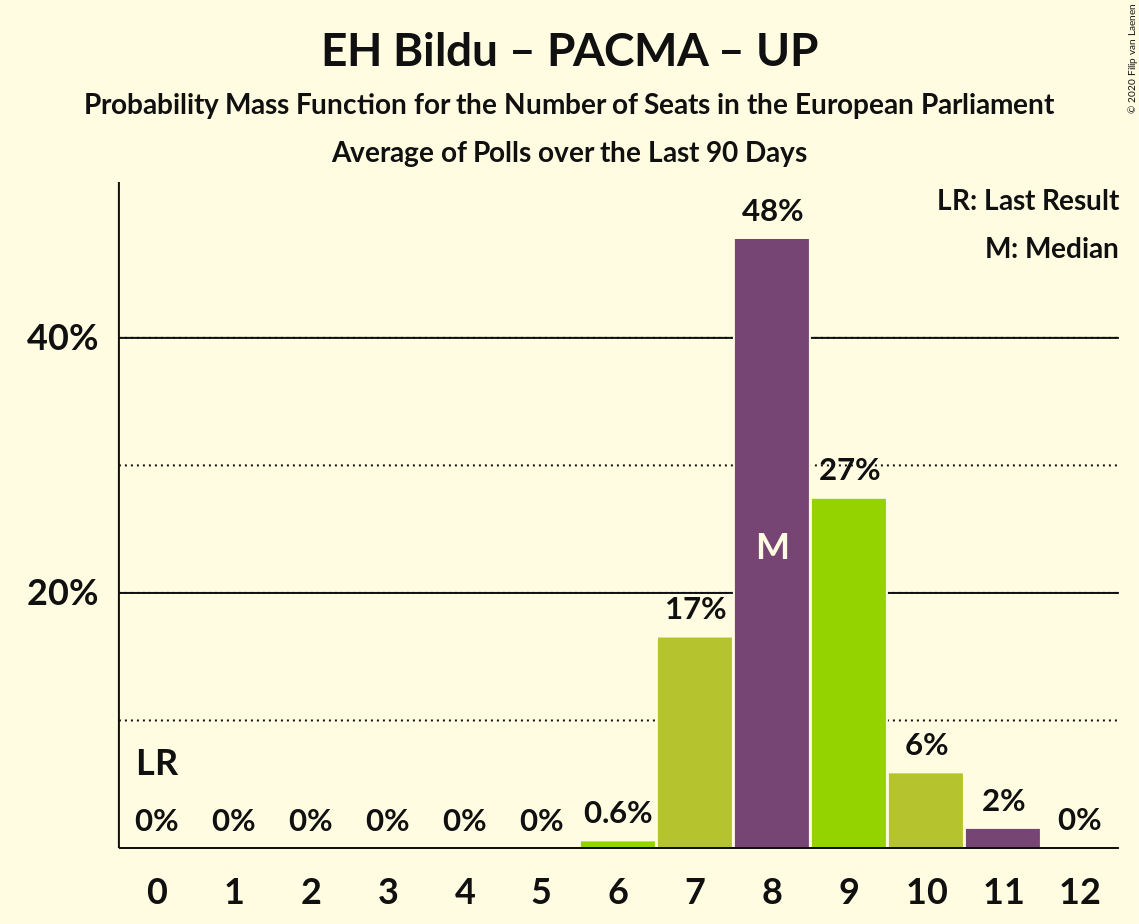 EH Bildu – PACMA – UP
Probability Mass Function for the Number of Seats in the European Parliament
Average of Polls over the Last 90 Days
© 2020 Filip van Laenen
LR: Last Result
M: Median
40%
20%
48%
27%
17%
M
LR
6%
2%
0% 0% 0% 0% 0% 0% 0.6% 0%
0 1 2 3 4 5 6 7 8 9 10 11 12